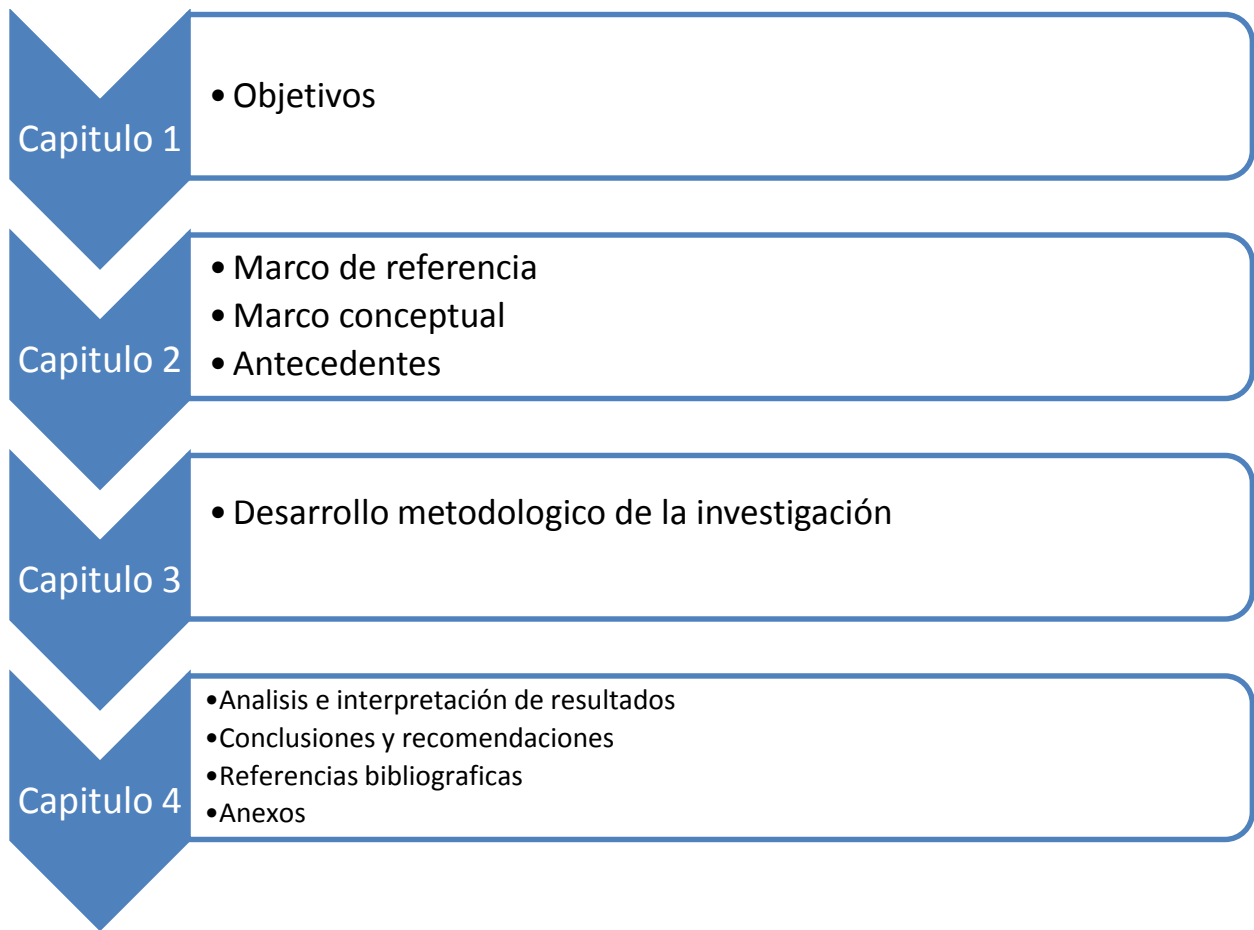 Capitulo 1
• Objetivos
Capitulo 2
• Marco de referencia
• Marco conceptual
• Antecedentes
Capitulo 3
• Desarrollo metodologico de la investigación
Capitulo 4
•Analisis e interpretación de resultados
•Conclusiones y recomendaciones
•Referencias bibliograficas
•Anexos